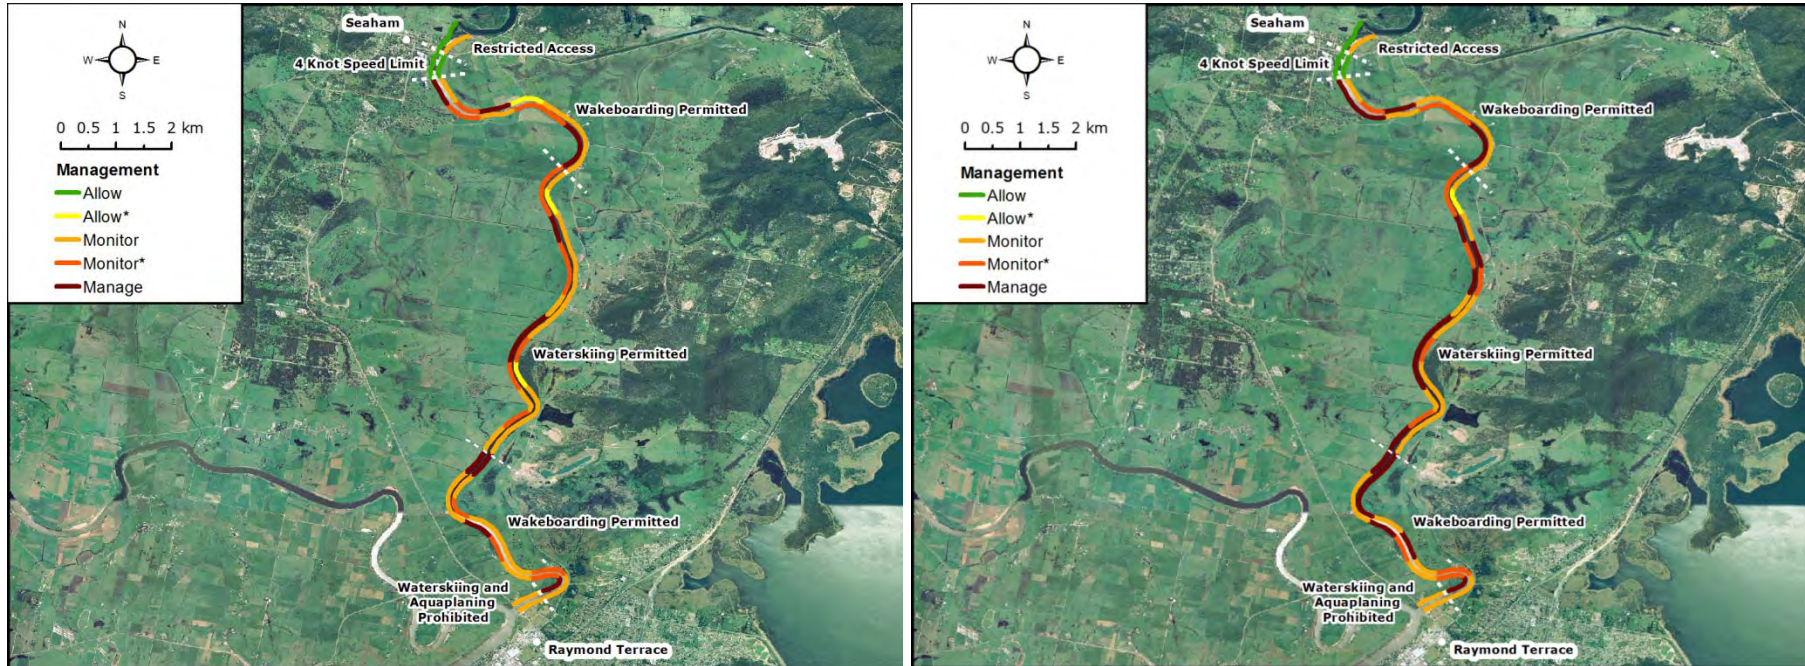 Seaham
N
W E
S
Restricted Access
4 Knot Speed Limit
Wakeboarding Permitted
0 0.5 1 1.5 2 km
Management
Allow
Allow*
Monitor
Monitor*
Manage
Waterskiing Permitted
Wakeboarding Permitted
Waterskiing and
Aquaplaning
Prohibited
Raymond Terrace
Seaham
N
W E
S
Restricted Access
4 Knot Speed Limit
Wakeboarding Permitted
0 0.5 1 1.5 2 km
Management
Allow
Allow*
Monitor
Monitor*
Manage
Waterskiing Permitted
Wakeboarding Permitted
Waterskiing and
Aquaplaning
Prohibited
Raymond Terrace